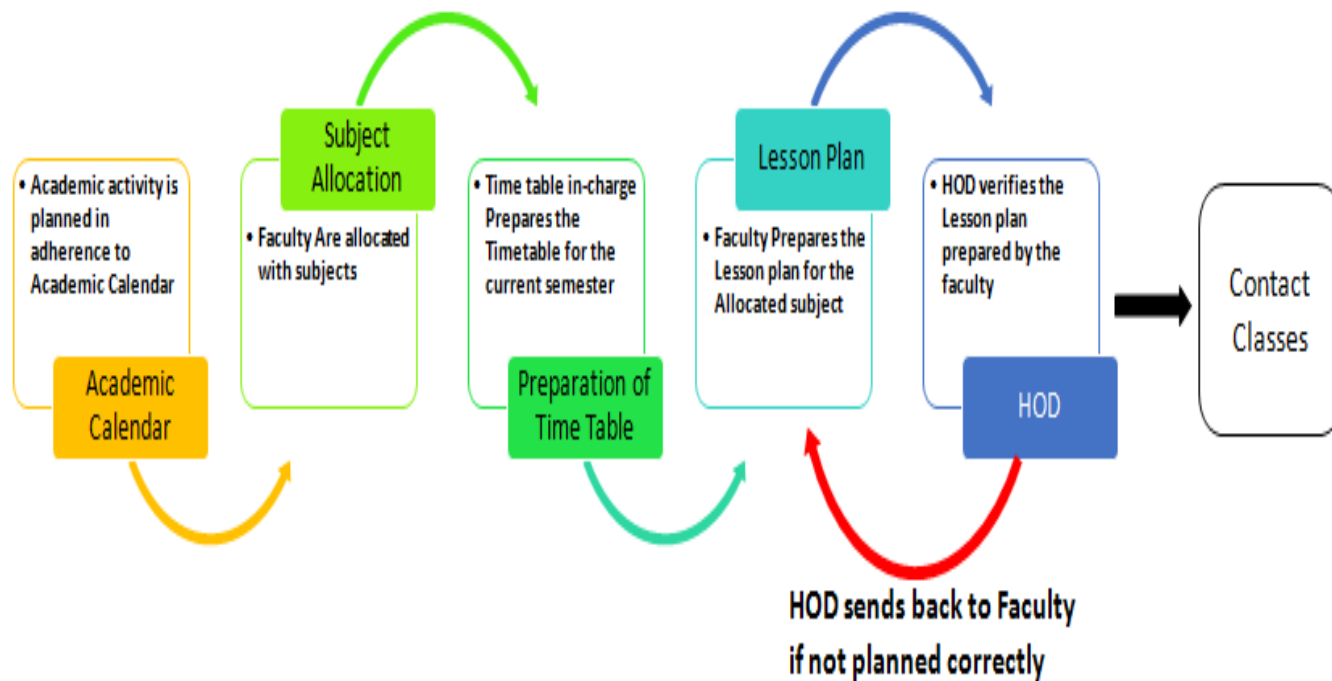 • Academic activity is
planned in
adherence to
Academic Calendar
Academic
Calendar
Subject
Allocation
• Faculty Are allocated
with subjects
• Time table in-charge
Prepares the
Timetable for the
current semester
Preparation of
Time Table
Lesson Plan
• Faculty Prepares the
Lesson plan for the
Allocated subject
• HOD verifies the
Lesson plan
prepared by the
faculty
HOD
Contact
Classes
HOD sends back to Faculty
if not planned correctly